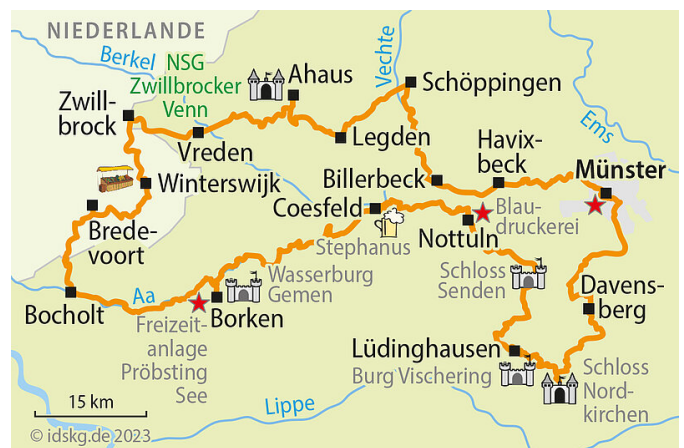 NIEDERLANDE
Berkel
NSG
Zwillbrocker
Venn
Ahaus
Vechte
Schöppingen
Zwill-
brock
Vreden
Legden
Havix-
beck
Ems
Winterswijk
Billerbeck
Münster
Coesfeld
Blau-
druckerei
Brede-
voort
Stephanus
Nottuln
Wasserburg
Gemen
Schloss
Senden
Davens-
berg
Aa
Bocholt
Borken
Freizeit-
anlage
Pröbsting
See
Lüdinghausen
Burg Vischering
Schloss
Nord-
kirchen
15 km
Lippe
© idskg.de 2023